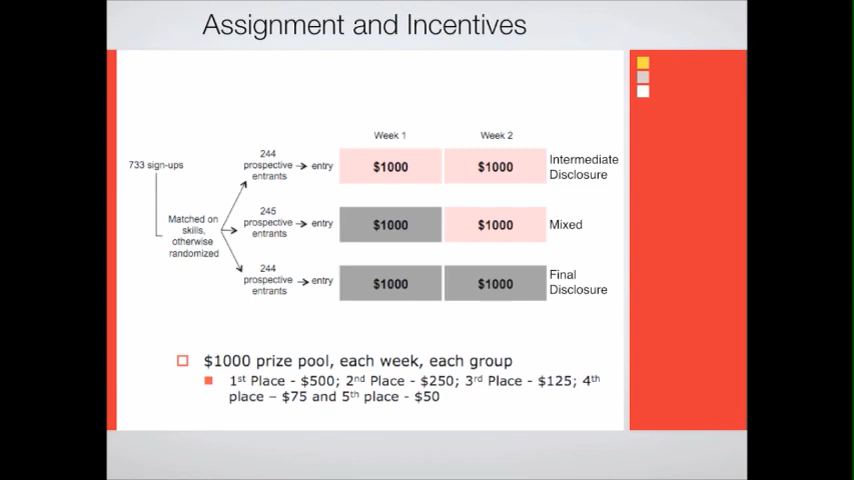 Assignment and Incentives
Week 1
Week 2
733 sign-ups
Matched on
skills,
otherwise
randomized
244
prospective
entrants
entry
$1000
$1000
Intermediate
Disclosure
245
prospective
entrants
entry
$1000
$1000
Mixed
244
prospective
entrants
entry
$1000
$1000
Final
Disclosure
$1000 prize pool, each week, each group
1st Place - $500; 2nd Place - $250; 3rd Place - $125; 4th
place – $75 and 5th place - $50